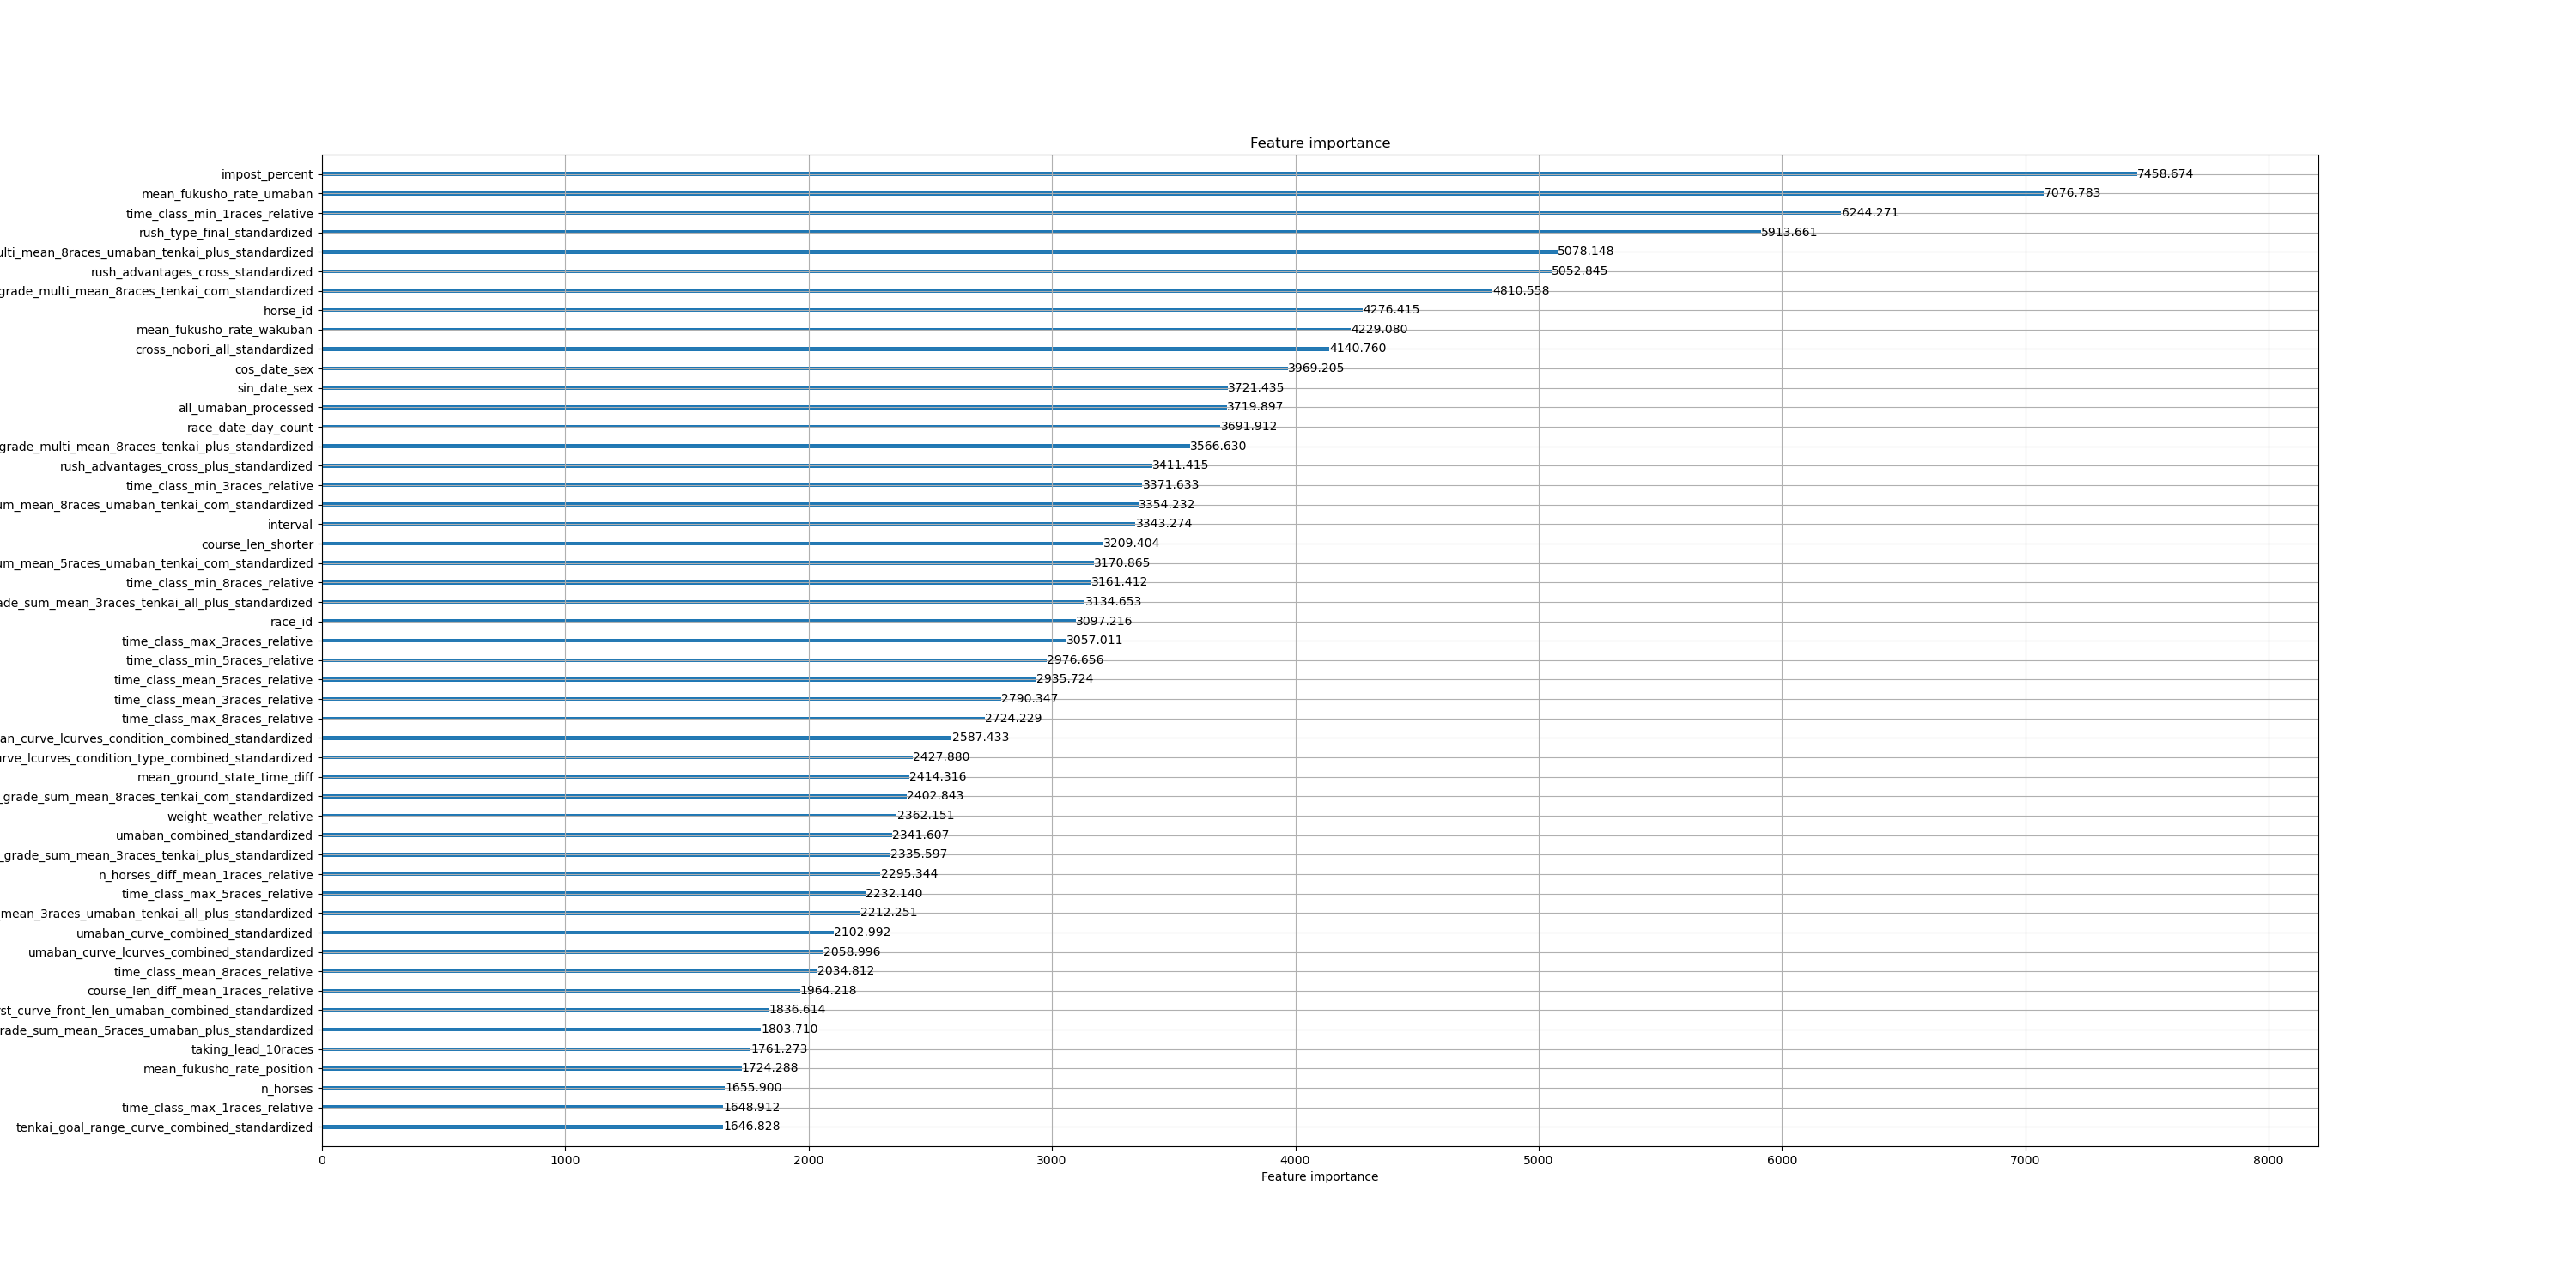 Feature importance
impost_percent 7458.674
mean_fukusho_rate_umaban 7076.783
time_class_min_1races_relative 6244.271
rush_type_final_standardized 5913.661
ulti_mean_8races_umaban_tenkai_plus_standardized 5078.148
rush_advantages_cross_standardized 5052.845
grade_multi_mean_8races_tenkai_com_standardized 4810.558
horse_id 4276.415
mean_fukusho_rate_wakuban 4229.080
cross_nobori_all_standardized 4140.760
cos_date_sex 3969.205
sin_date_sex 3721.435
all_umaban_processed 3719.897
race_date_day_count 3691.912
grade_multi_mean_8races_tenkai_plus_standardized 3566.630
rush_advantages_cross_plus_standardized 3411.415
time_class_min_3races_relative 3371.633
um_mean_8races_umaban_tenkai_com_standardized 3354.232
interval 3343.274
course_len_shorter 3209.404
um_mean_5races_umaban_tenkai_com_standardized 3170.865
time_class_min_8races_relative 3161.412
ade_sum_mean_3races_tenkai_all_plus_standardized 3134.653
race_id 3097.216
time_class_max_3races_relative 3057.011
time_class_min_5races_relative 2976.656
time_class_mean_5races_relative 2935.724
time_class_mean_3races_relative 2790.347
time_class_max_8races_relative 2724.229
an_curve_lcurves_condition_combined_standardized 2587.433
urve_lcurves_condition_type_combined_standardized 2427.880
mean_ground_state_time_diff 2414.316
_grade_sum_mean_8races_tenkai_com_standardized 2402.843
weight_weather_relative 2362.151
umaban_combined_standardized 2341.607
_grade_sum_mean_3races_tenkai_plus_standardized 2335.597
n_horses_diff_mean_1races_relative 2295.344
time_class_max_5races_relative 2232.140
_mean_3races_umaban_tenkai_all_plus_standardized 2212.251
umaban_curve_combined_standardized 2102.992
umaban_curve_lcurves_combined_standardized 2058.996
time_class_mean_8races_relative 2034.812
course_len_diff_mean_1races_relative 1964.218
rst_curve_front_len_umaban_combined_standardized 1836.614
rade_sum_mean_5races_umaban_plus_standardized 1803.710
taking_lead_10races 1761.273
mean_fukusho_rate_position 1724.288
n_horses 1655.900
time_class_max_1races_relative 1648.912
tenkai_goal_range_curve_combined_standardized 1646.828
0 1000 2000 3000 4000 5000 6000 7000 8000
Feature importance